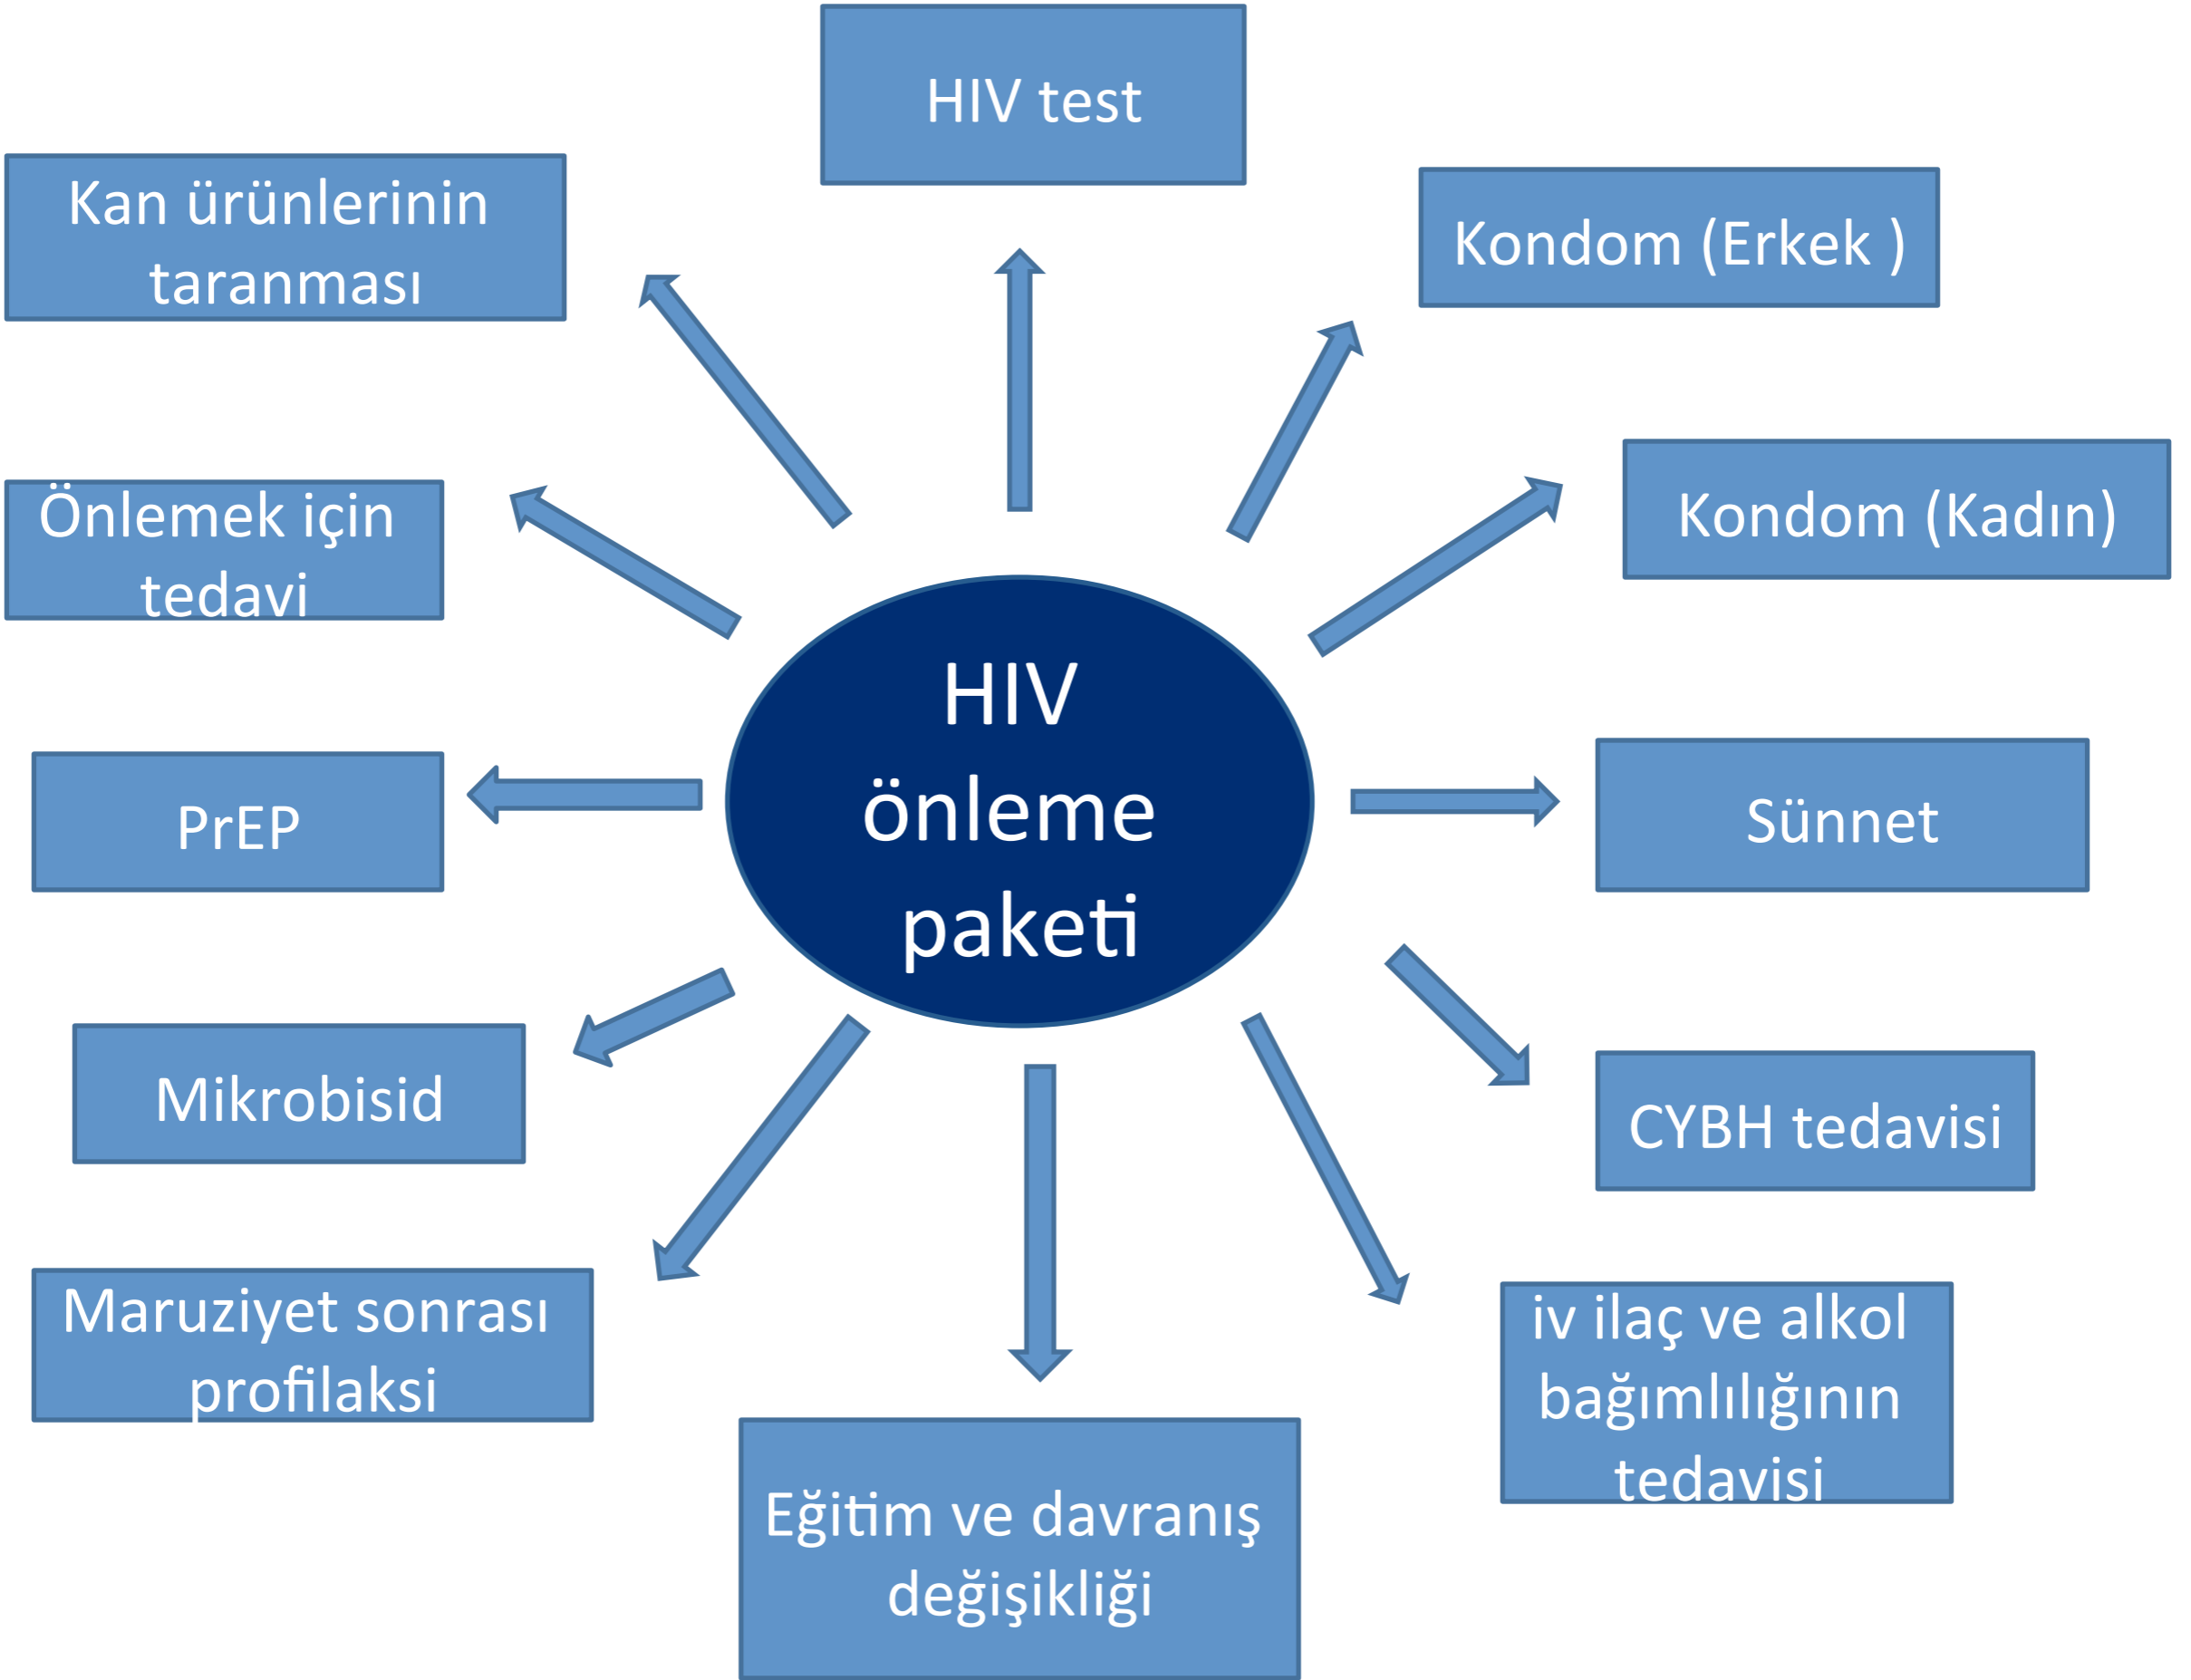 HIV test
Kan ürünlerinin
taranması
Kondom (Erkek )
Önlemek için
tedavi
Kondom (Kadın)
HIV
önleme
paketi
PrEP
Sünnet
Mikrobisid
CYBH tedavisi
Maruziyet sonrası
profilaksi
iv ilaç ve alkol
bağımlılığının
tedavisi
Eğitim ve davranış
değişikliği